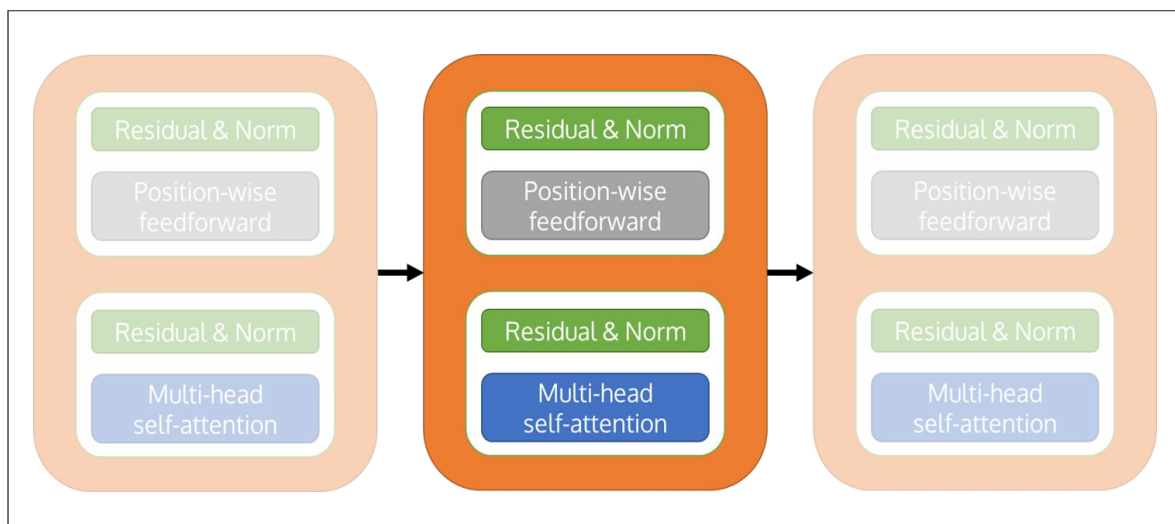 Residual & Norm
Position-wise
feedforward
Residual & Norm
Multi-head
self-attention
Residual & Norm
Position-wise
feedforward
Residual & Norm
Multi-head
self-attention
Residual & Norm
Position-wise
feedforward
Residual & Norm
Multi-head
self-attention